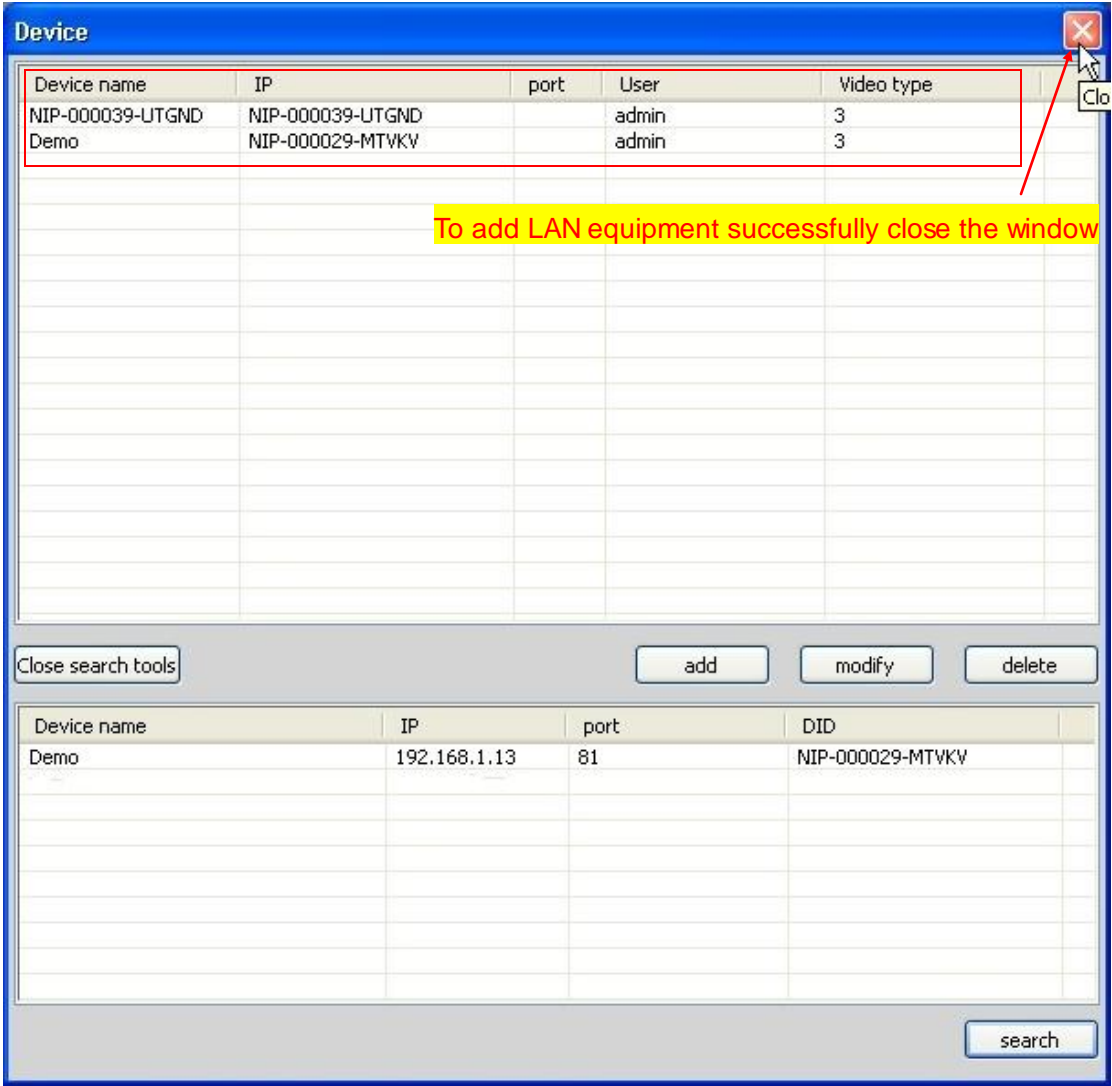 Device
Device name IP port User Video type
Clo
NIP-000039-UTGND NIP-000039-UTGND admin 3
Demo NIP-000029-MTVKV admin 3
To add LAN equipment successfully close the window
Close search tools add modify delete
Device name IP port DID
Demo 192.168.1.13 81 NIP-000029-MTVKV
search